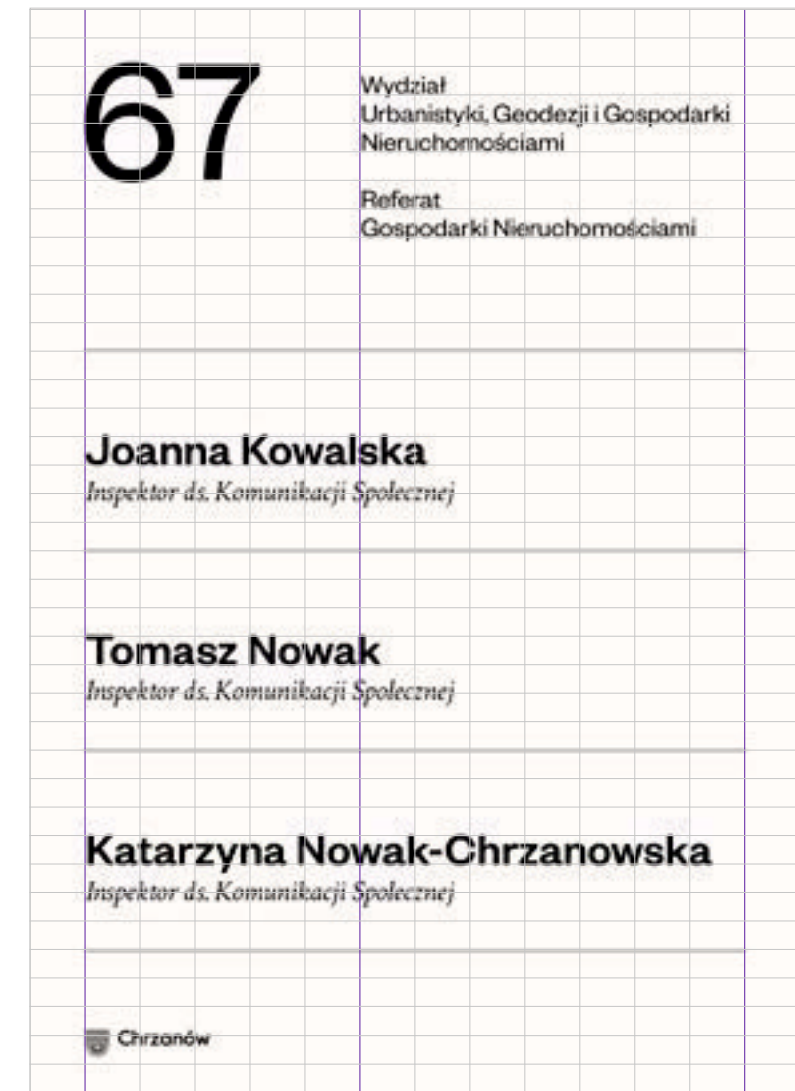 67
Wydział
Urbanistyki, Geodezji i Gospodarki
Nieruchomościami
Referat
Gospodarki Nieruchomościami
Joanna Kowalska
Inspektor ds. Komunikacji Społecznej
Tomasz Nowak
Inspektor ds. Komunikacji Społecznej
Katarzyna Nowak-Chrzanowska
Inspektor ds. Komunikacji Społecznej
Chrzanów